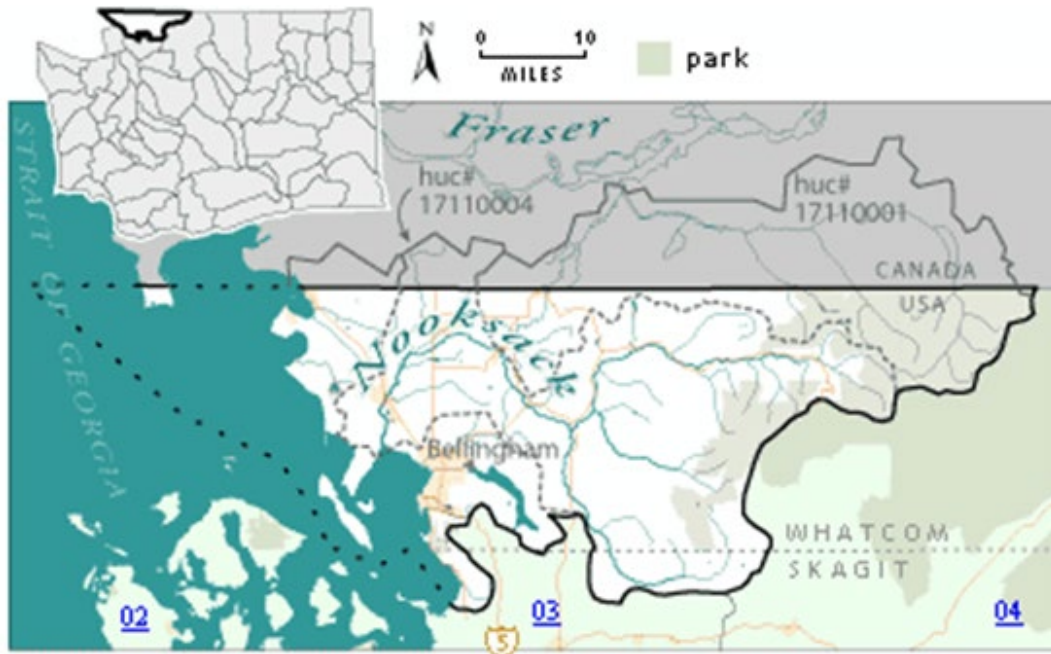 N
0 10
MILES
park
Fraser
huc#
17110004
huc#
17110001
CANADA
USA
STRAIT OF GEORGIA
Nooksack
Bellingham
WHATCOM
SKAGIT
02
03
04
5